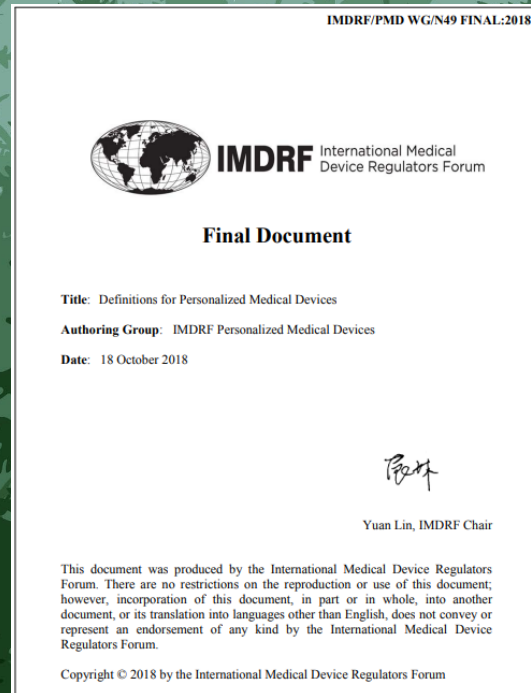 IMDRF/PMD WG/N49 FINAL:2018
IMDRF International Medical
Device Regulators Forum
Final Document
Title: Definitions for Personalized Medical Devices
Authoring Group: IMDRF Personalized Medical Devices
Date: 18 October 2018
Yuan Lin, IMDRF Chair
This document was produced by the International Medical Device Regulators
Forum. There are no restrictions on the reproduction or use of this document;
however, incorporation of this document, in part or in whole, into another
document, or its translation into languages other than English, does not convey or
represent an endorsement of any kind by the International Medical Device
Regulators Forum.
Copyright © 2018 by the International Medical Device Regulators Forum